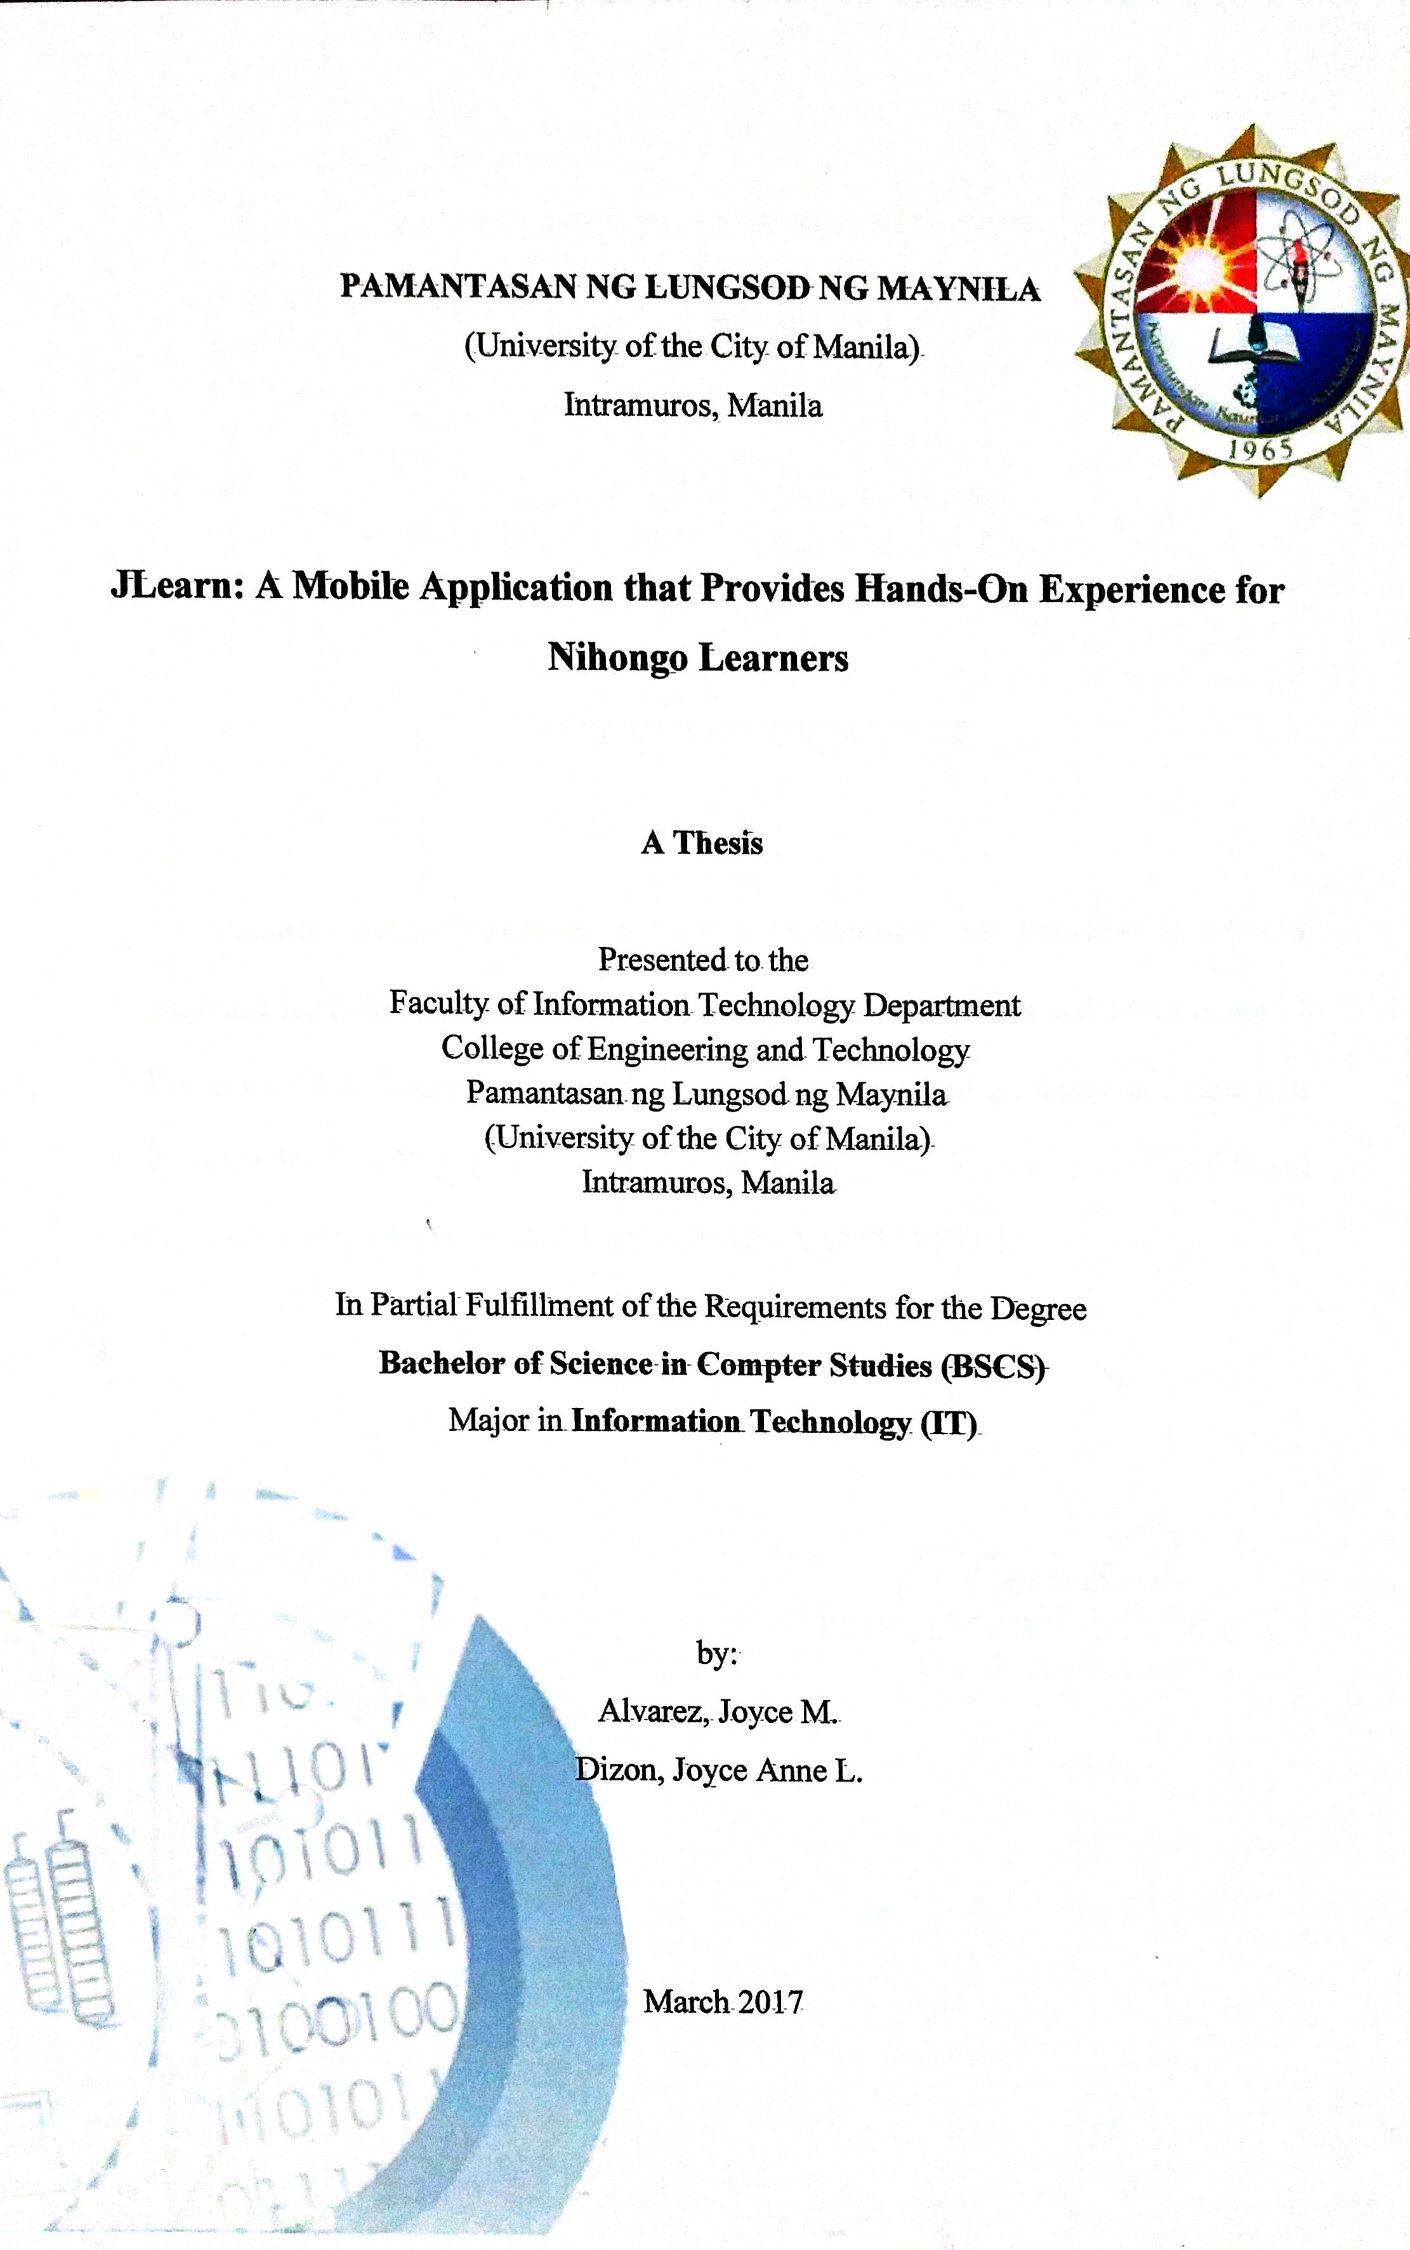 PAMANTASAN NG LUNGSOD NG MAYNILA
(University of the City of Manila)
Intramuros, Manila
PAMANTASAN NG LUNGSOD NG MAYNILA
Karunungan
1965
JLearn: A Mobile Application that Provides Hands-On Experience for
Nihongo Learners
A Thesis
Presented to the
Faculty of Information Technology Department
College of Engineering and Technology
Pamantasan ng Lungsod ng Maynila
(University of the City of Manila)
Intramuros, Manila
In Partial Fulfillment of the Requirements for the Degree
Bachelor of Science in Compter Studies (BSCS)
Major in Information Technology (IT)
by:
Alvarez, Joyce M.
Dizon, Joyce Anne L.
101011
1010111
0100100
March 2017